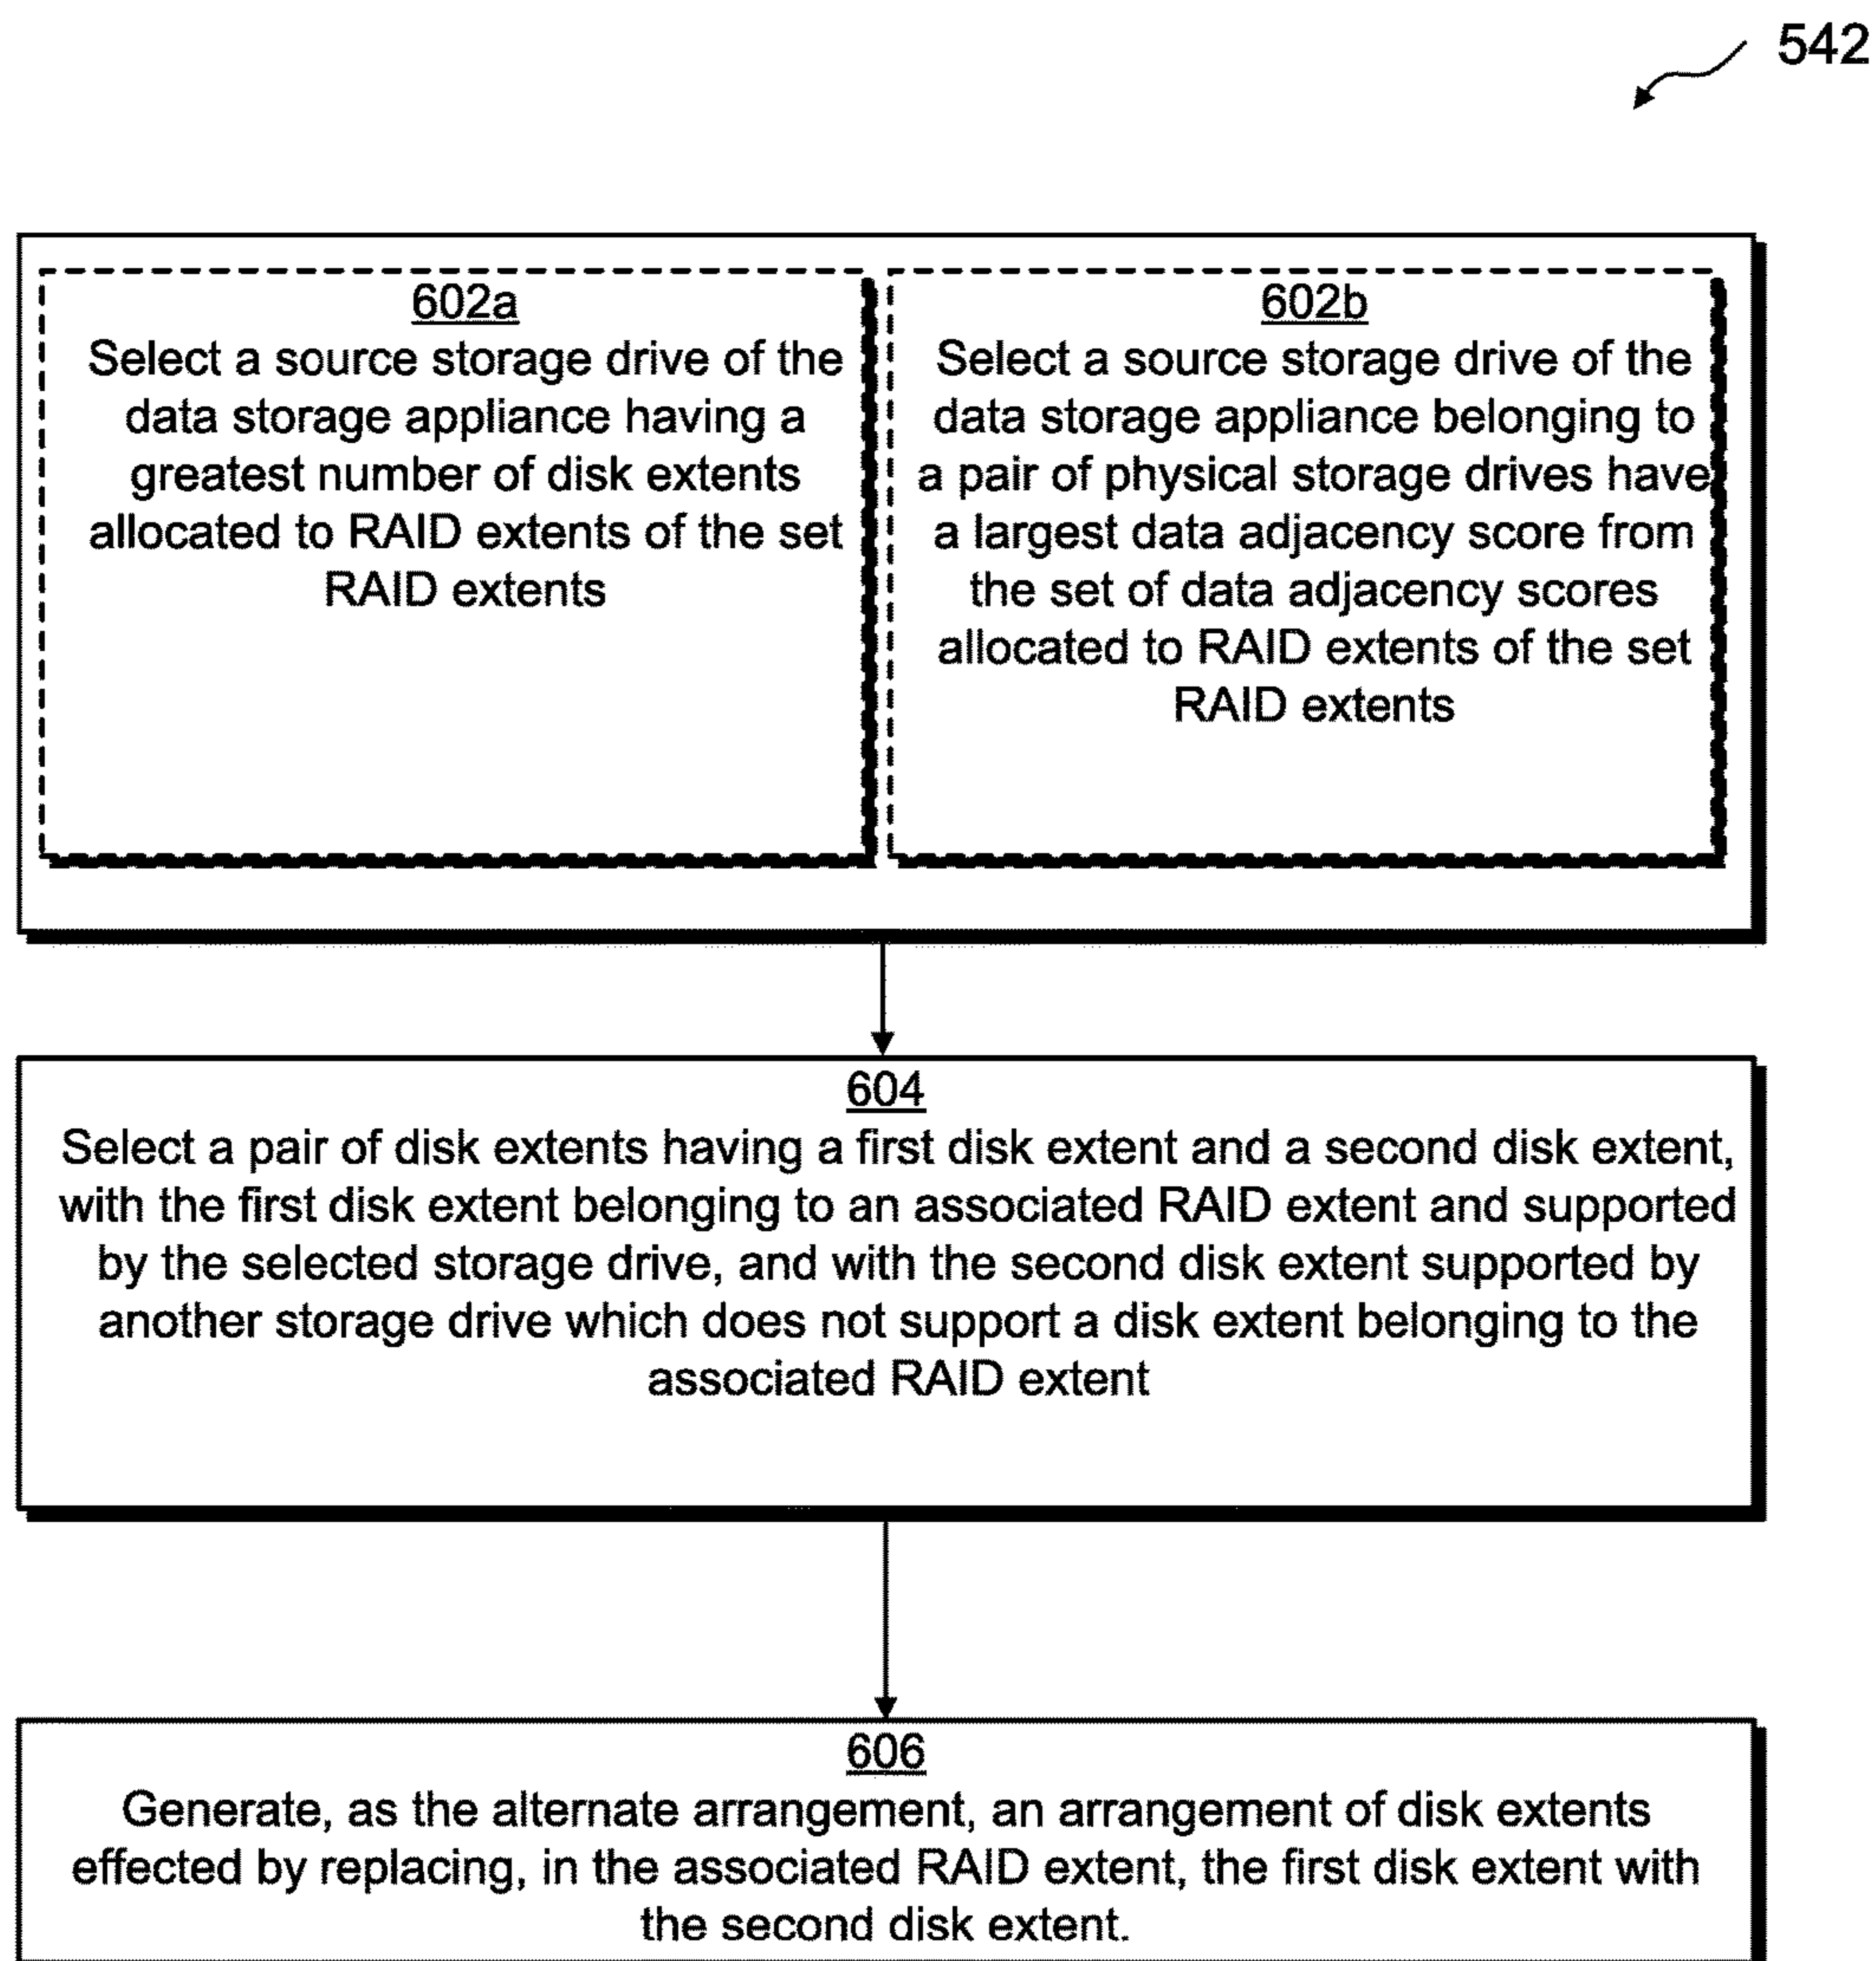 542
602a
Select a source storage drive of the
data storage appliance having a
greatest number of disk extents
allocated to RAID extents of the set
RAID extents
602b
Select a source storage drive of the
data storage appliance belonging to
a pair of physical storage drives have
a largest data adjacency score from
the set of data adjacency scores
allocated to RAID extents of the set
RAID extents
604
Select a pair of disk extents having a first disk extent and a second disk extent,
with the first disk extent belonging to an associated RAID extent and supported
by the selected storage drive, and with the second disk extent supported by
another storage drive which does not support a disk extent belonging to the
associated RAID extent
606
Generate, as the alternate arrangement, an arrangement of disk extents
effected by replacing, in the associated RAID extent, the first disk extent with
the second disk extent.